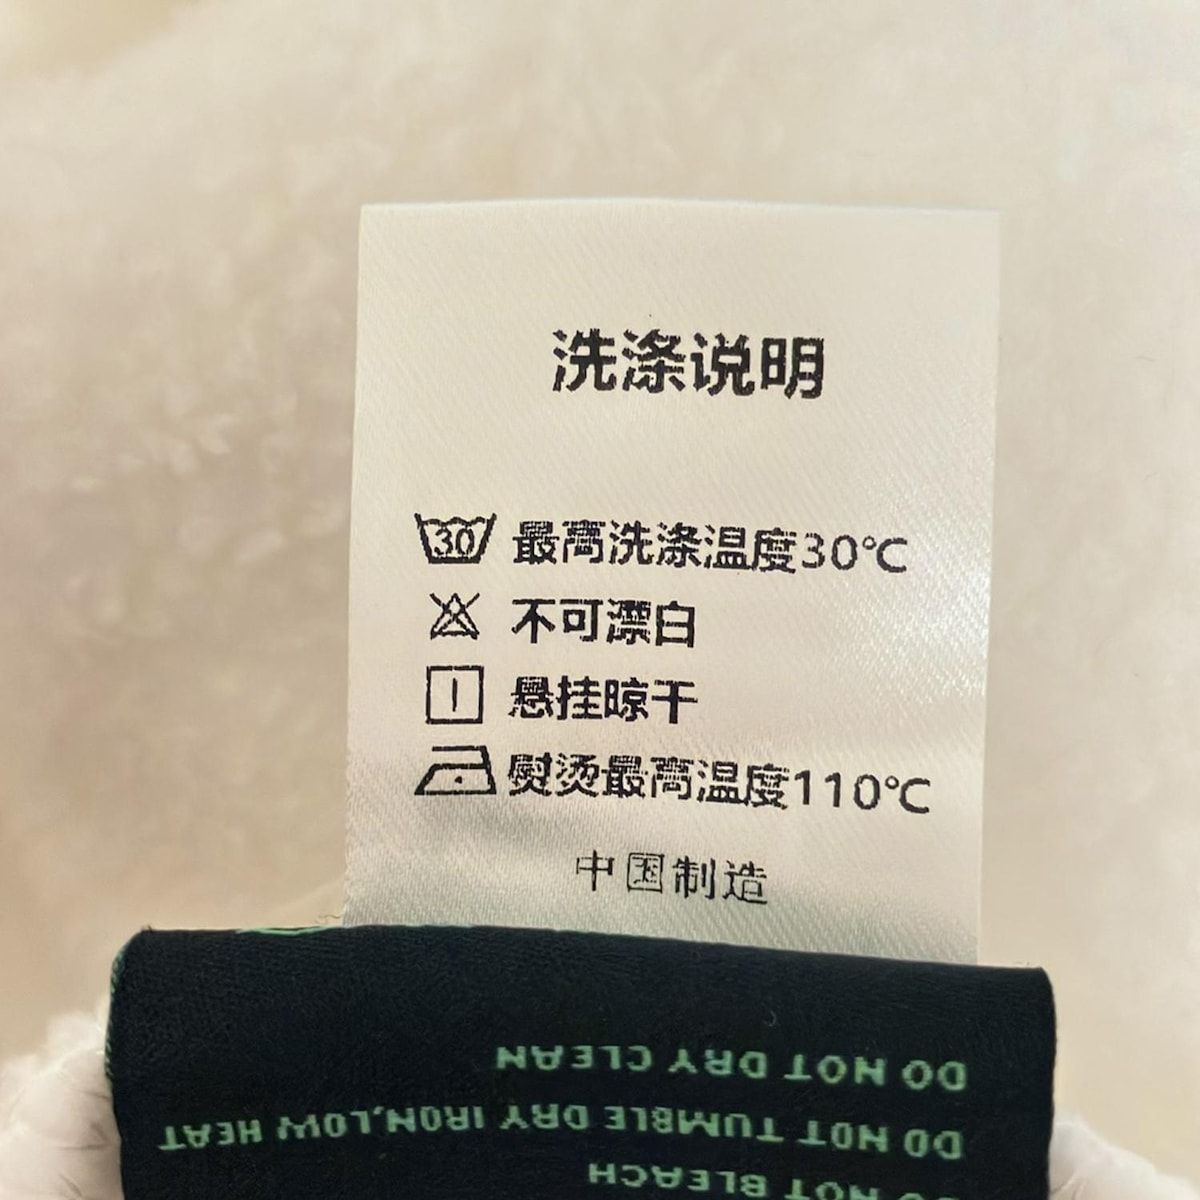 洗涤说明
30 最高洗涤温度30℃
不可漂白
悬挂晾干
熨烫最高温度110℃
中国制造
DO NOT BLEACH
DO NOT TUMBLE DRY IRON,LOW HEAT
DO NOT DRY CLEAN